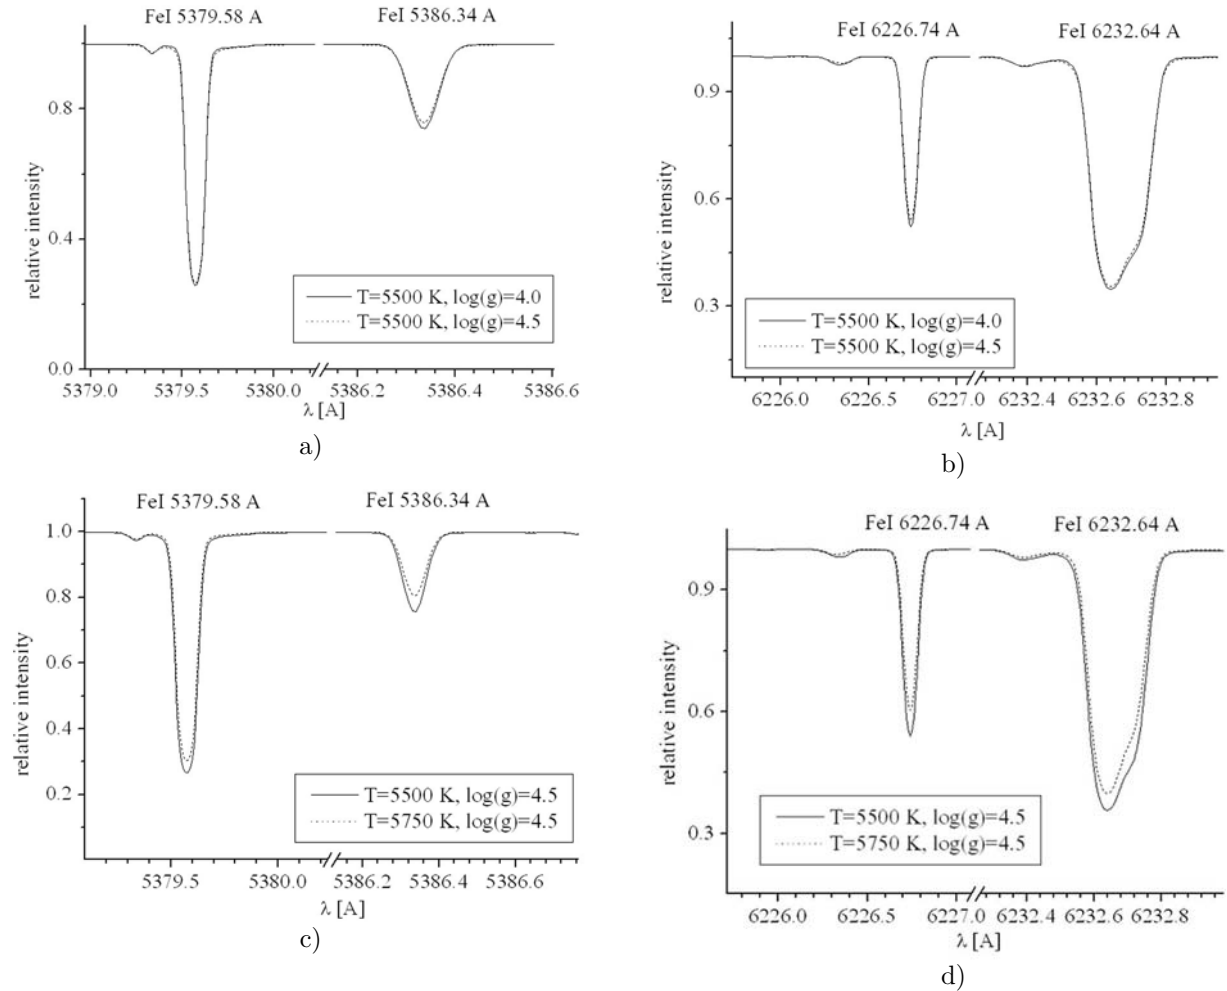 FeI 5379.58 A
FeI 5386.34 A
0.8
0.4
0.0
relative intensity
T=5500 K, log(g)=4.0
T=5500 K, log(g)=4.5
5379.0 5379.5 5380.0 5386.2 5386.4 5386.6
λ [A]
a)
FeI 6226.74 A
FeI 6232.64 A
0.9
0.6
0.3
relative intensity
T=5500 K, log(g)=4.0
T=5500 K, log(g)=4.5
6226.0 6226.5 6227.0 6232.4 6232.6 6232.8
λ [A]
b)
FeI 5379.58 A
FeI 5386.34 A
1.0
0.8
0.6
0.4
0.2
relative intensity
T=5500 K, log(g)=4.5
T=5750 K, log(g)=4.5
5379.5 5380.0 5386.2 5386.4 5386.6
λ [A]
c)
FeI 6226.74 A
FeI 6232.64 A
0.9
0.6
0.3
relative intensity
T=5500 K, log(g)=4.5
T=5750 K, log(g)=4.5
6226.0 6226.5 6227.0 6232.4 6232.6 6232.8
λ [A]
d)